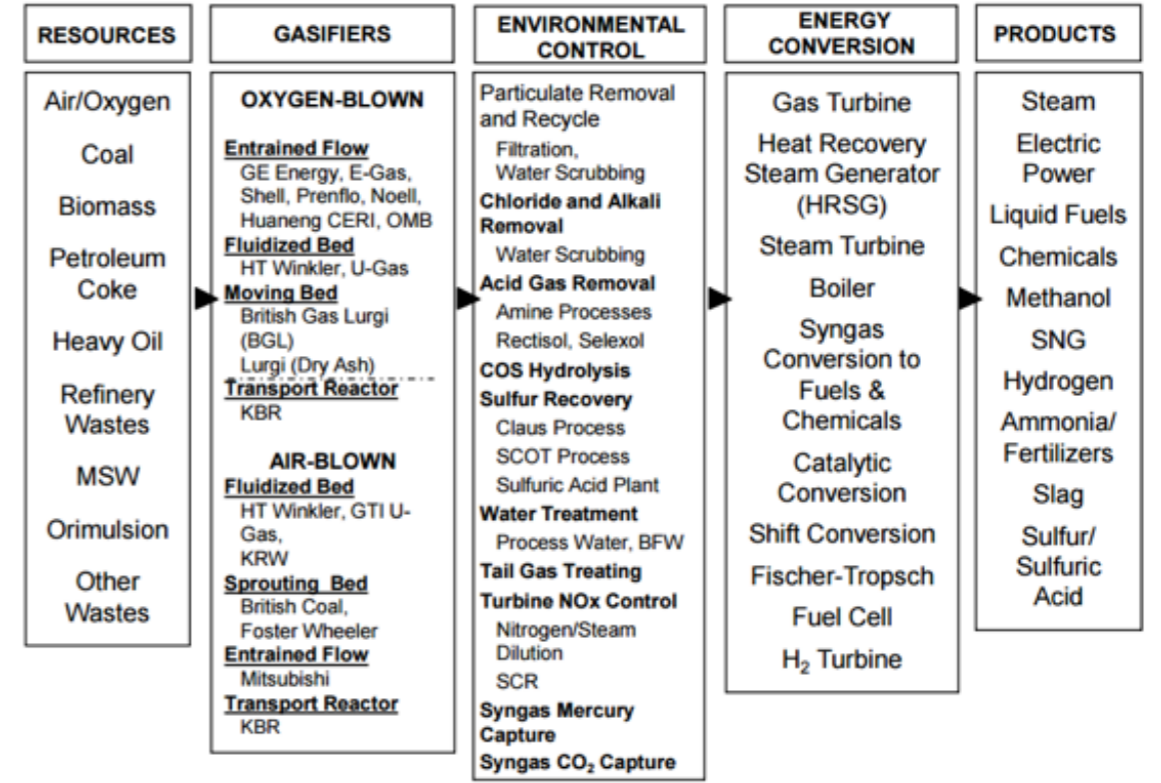 RESOURCES
Air/Oxygen
Coal
Biomass
Petroleum
Coke
Heavy Oil
Refinery
Wastes
MSW
Orimulsion
Other
Wastes
GASIFIERS
OXYGEN-BLOWN
Entrained Flow
GE Energy, E-Gas,
Shell, Prenflo, Noell,
Huaneng CERI, OMB
Fluidized Bed
HT Winkler, U-Gas
Moving Bed
British Gas Lurgi
(BGL)
Lurgi (Dry Ash)
Transport Reactor
KBR
AIR-BLOWN
Fluidized Bed
HT Winkler, GTI U-
Gas,
KRW
Sprouting Bed
British Coal,
Foster Wheeler
Entrained Flow
Mitsubishi
Transport Reactor
KBR
ENVIRONMENTAL
CONTROL
Particulate Removal
and Recycle
Filtration,
Water Scrubbing
Chloride and Alkali
Removal
Water Scrubbing
Acid Gas Removal
Amine Processes
Rectisol, Selexol
COS Hydrolysis
Sulfur Recovery
Claus Process
SCOT Process
Sulfuric Acid Plant
Water Treatment
Process Water, BFW
Tail Gas Treating
Turbine NOx Control
Nitrogen/Steam
Dilution
SCR
Syngas Mercury
Capture
Syngas CO₂ Capture
ENERGY
CONVERSION
Gas Turbine
Heat Recovery
Steam Generator
(HRSG)
Steam Turbine
Boiler
Syngas
Conversion to
Fuels &
Chemicals
Catalytic
Conversion
Shift Conversion
Fischer-Tropsch
Fuel Cell
H₂ Turbine
PRODUCTS
Steam
Electric
Power
Liquid Fuels
Chemicals
Methanol
SNG
Hydrogen
Ammonia/
Fertilizers
Slag
Sulfur/
Sulfuric
Acid